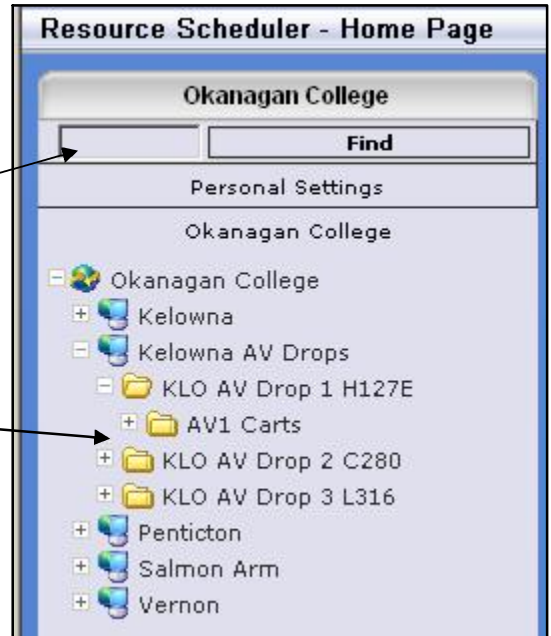 Resource Scheduler - Home Page
Okanagan College
Find
Personal Settings
Okanagan College
Okanagan College
Kelowna
Kelowna AV Drops
KLO AV Drop 1 H127E
AV1 Carts
KLO AV Drop 2 C280
KLO AV Drop 3 L316
Penticton
Salmon Arm
Vernon